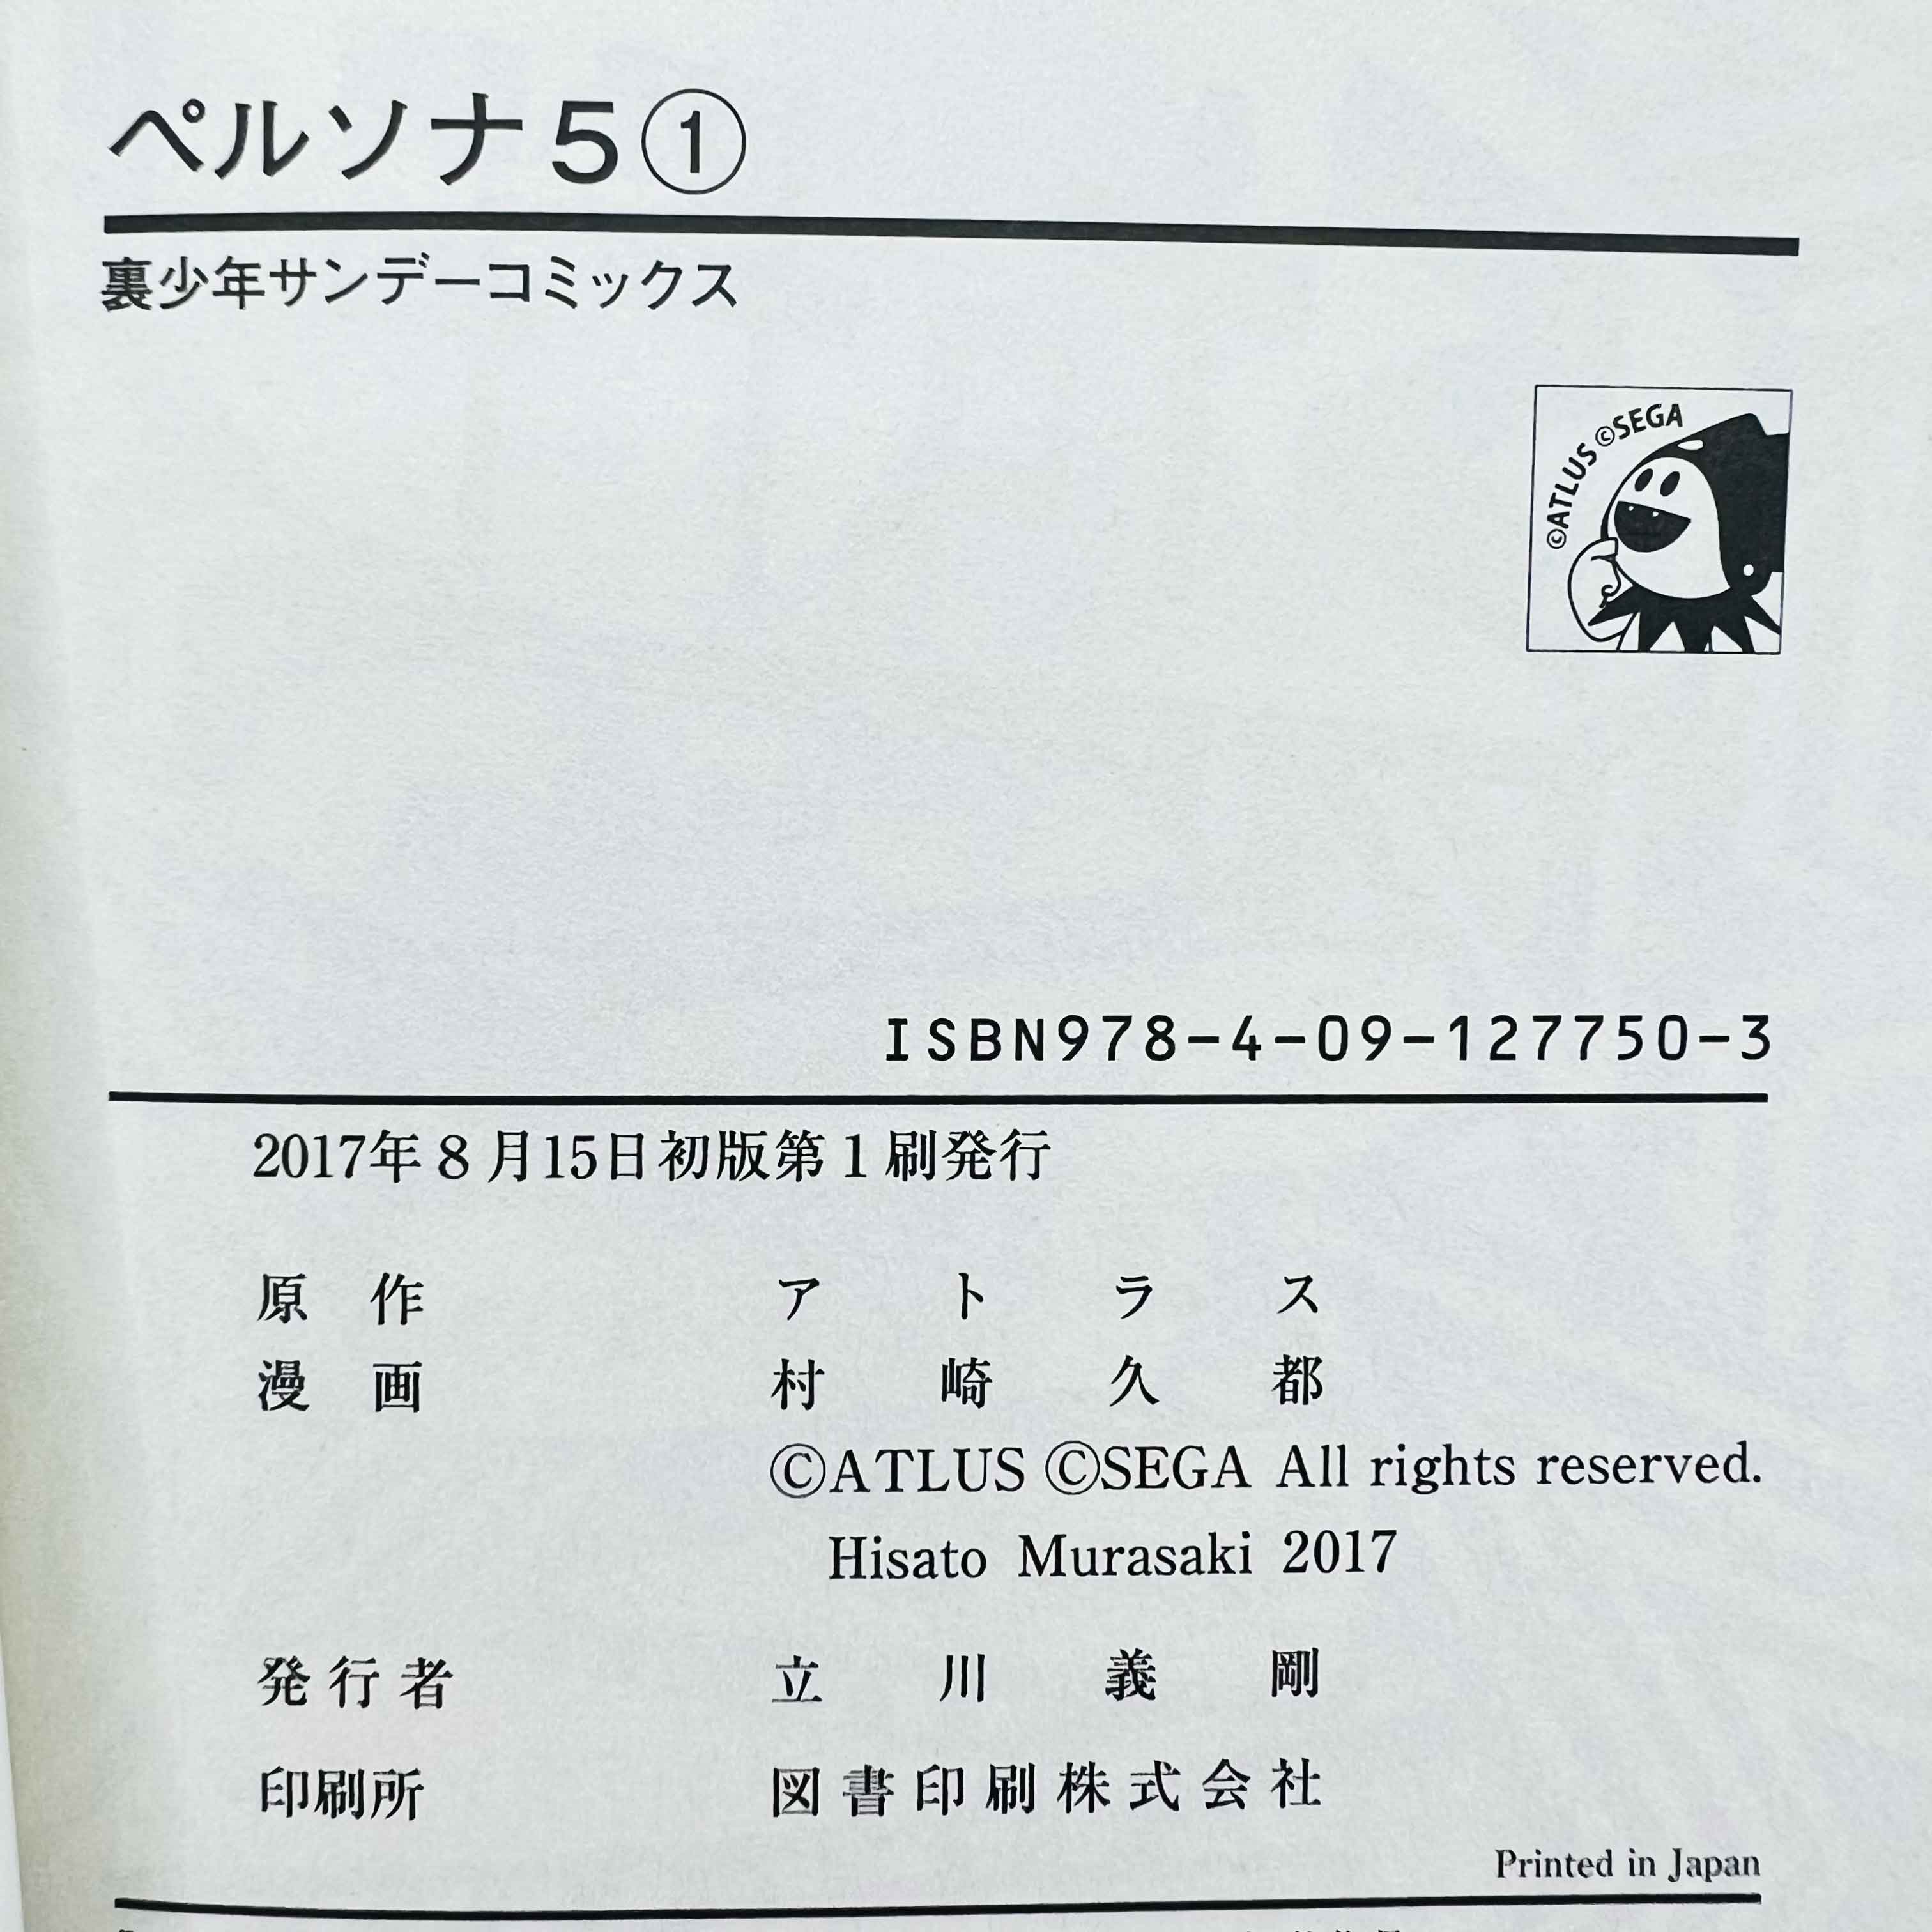 ペルソナ5①
裏少年サンデーコミックス
©ATLUS ©SEGA
ISBN978-4-09-127750-3
2017年8月15日初版第1刷発行
原作 アトラス
漫画 村崎久都
©ATLUS ©SEGA All rights reserved.
Hisato Murasaki 2017
発行者 立川義剛
印刷所 図書印刷株式会社
Printed in Japan